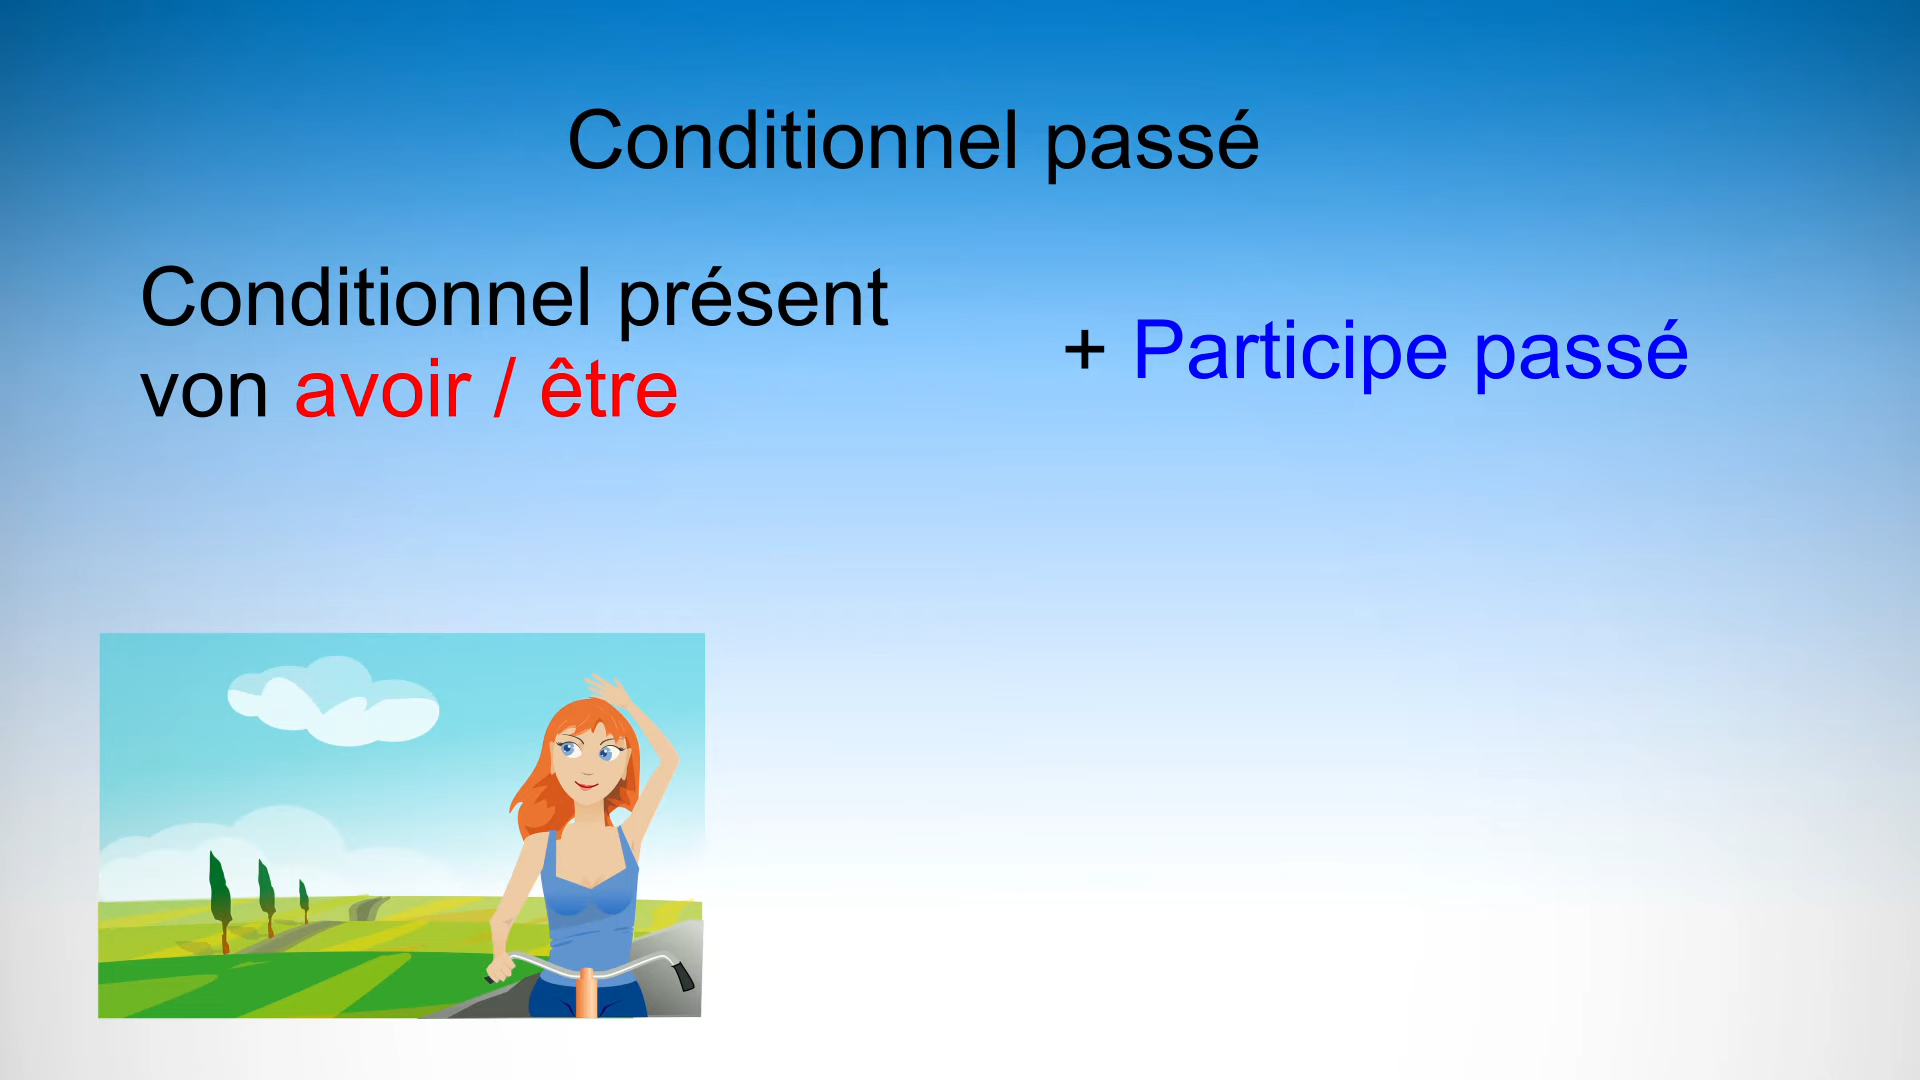 Conditionnel passé
Conditionnel présent
von avoir / être
+ Participe passé